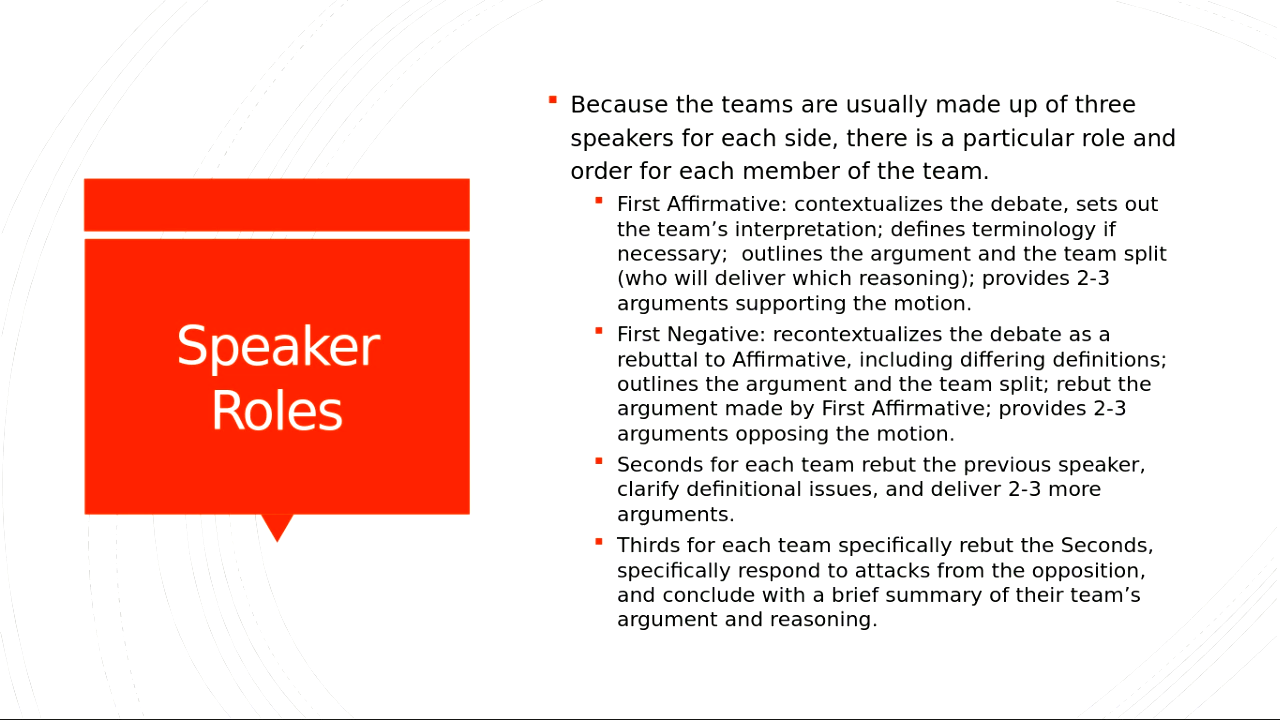 Speaker
Roles
Because the teams are usually made up of three
speakers for each side, there is a particular role and
order for each member of the team.
First Affirmative: contextualizes the debate, sets out
the team’s interpretation; defines terminology if
necessary;  outlines the argument and the team split
(who will deliver which reasoning); provides 2-3
arguments supporting the motion.
First Negative: recontextualizes the debate as a
rebuttal to Affirmative, including differing definitions;
outlines the argument and the team split; rebut the
argument made by First Affirmative; provides 2-3
arguments opposing the motion.
Seconds for each team rebut the previous speaker,
clarify definitional issues, and deliver 2-3 more
arguments.
Thirds for each team specifically rebut the Seconds,
specifically respond to attacks from the opposition,
and conclude with a brief summary of their team’s
argument and reasoning.